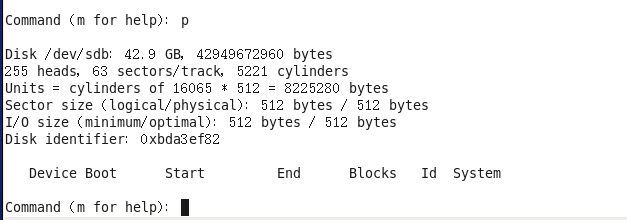 Command (m for help): p
Disk /dev/sdb: 42.9 GB, 42949672960 bytes
255 heads, 63 sectors/track, 5221 cylinders
Units = cylinders of 16065 * 512 = 8225280 bytes
Sector size (logical/physical): 512 bytes / 512 bytes
I/O size (minimum/optimal): 512 bytes / 512 bytes
Disk identifier: 0xbda3ef82
Device Boot Start End Blocks Id System
Command (m for help):